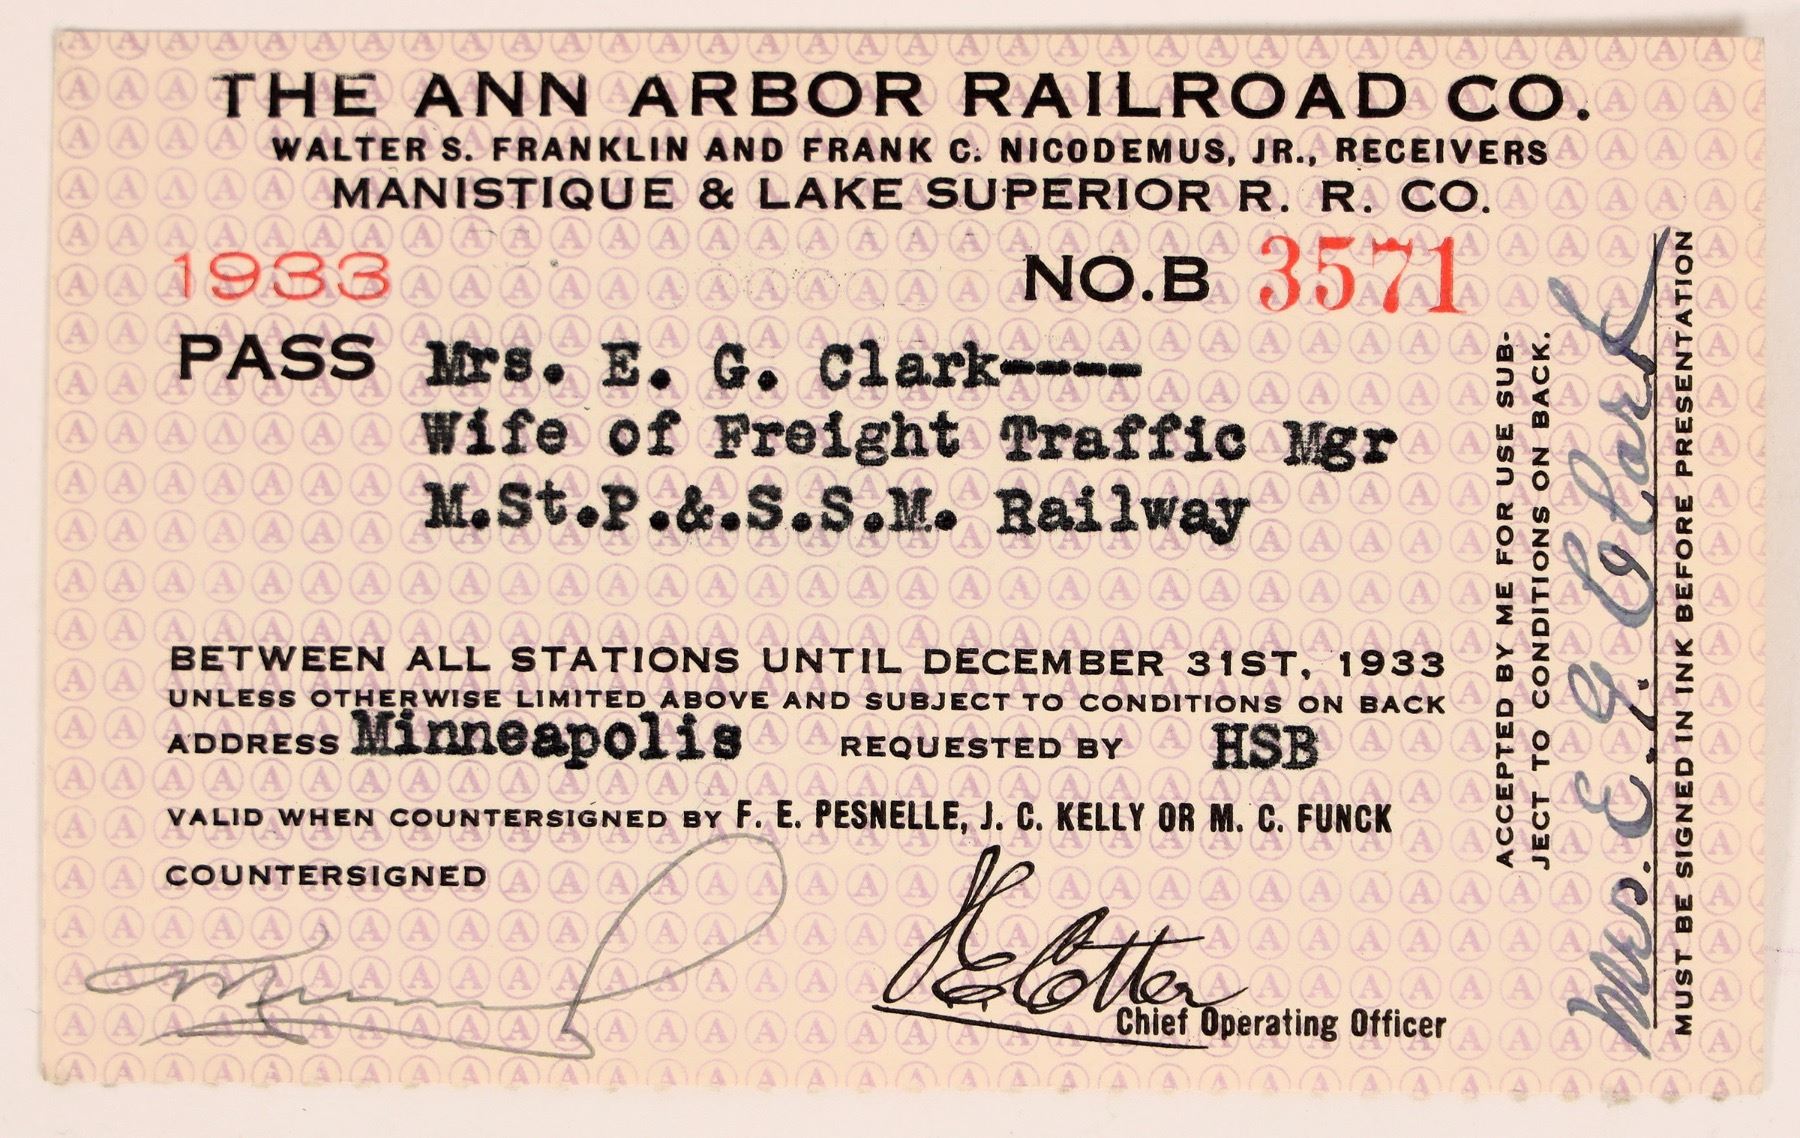 THE ANN ARBOR RAILROAD CO.
WALTER S. FRANKLIN AND FRANK C. NICODEMUS, JR., RECEIVERS
MANISTIQUE & LAKE SUPERIOR R. R. CO.
1933 NO. B 3571
PASS Mrs. E. G. Clark----
Wife of Freight Traffic Mgr
M.St.P.&.S.S.M. Railway
BETWEEN ALL STATIONS UNTIL DECEMBER 31ST, 1933
UNLESS OTHERWISE LIMITED ABOVE AND SUBJECT TO CONDITIONS ON BACK
ADDRESS Minneapolis REQUESTED BY HSB
VALID WHEN COUNTERSIGNED BY F. E. PESNELLE, J. C. KELLY OR M. C. FUNCK
COUNTERSIGNED
Chief Operating Officer
ACCEPTED BY ME FOR USE SUB-
JECT TO CONDITIONS ON BACK.
Mrs. E. G. Clark
MUST BE SIGNED IN INK BEFORE PRESENTATION